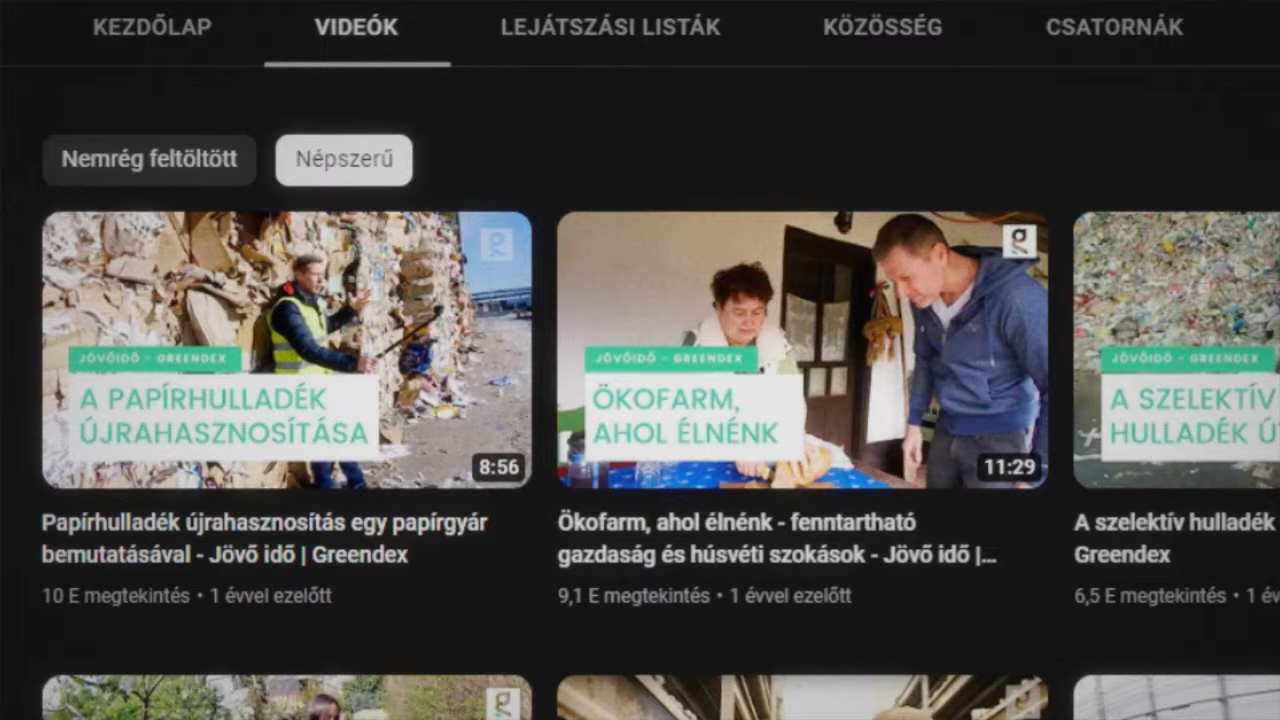 KEZDŐLAP VIDEÓK LEJÁTSZÁSI LISTÁK KÖZÖSSÉG CSATORNÁK
Nemrég feltöltött Népszerű
JÖVŐIDŐ - GREENDEX
A PAPÍRHULLADÉK
ÚJRAHASZNOSÍTÁSA
8:56
JÖVŐIDŐ - GREENDEX
ÖKOFARM,
AHOL ÉLNÉNK
11:29
JÖVŐIDŐ - GREENDEX
A SZELEKTÍV
HULLADÉK Ú
Papírhulladék újrahasznosítás egy papírgyár
bemutatásával - Jövő idő | Greendex
10 E megtekintés • 1 évvel ezelőtt
Ökofarm, ahol élnénk - fenntartható
gazdaság és húsvéti szokások - Jövő idő |...
9,1 E megtekintés • 1 évvel ezelőtt
A szelektív hulladék
Greendex
6,5 E megtekintés • 1 év